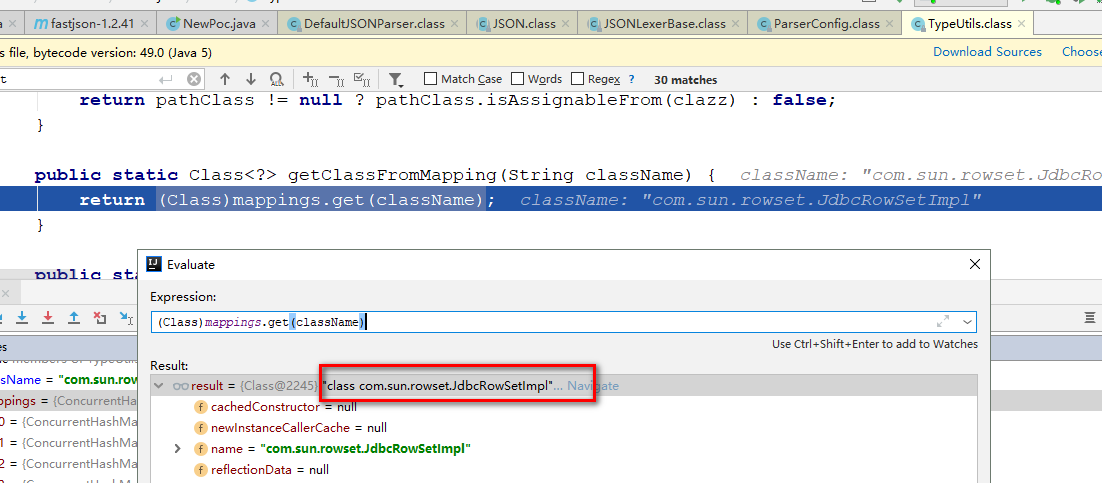 a fastjson-1.2.41 NewPoc.java DefaultJSONParser.class JSON.class JSONLexerBase.class ParserConfig.class TypeUtils.class
s file, bytecode version: 49.0 (Java 5) Download Sources Choose
t Match Case Words Regex ? 30 matches
return pathClass != null ? pathClass.isAssignableFrom(clazz) : false;
}
public static Class<?> getClassFromMapping(String className) { className: "com.sun.rowset.JdbcRo
return (Class)mappings.get(className); className: "com.sun.rowset.JdbcRowSetImpl"
}
public sta
Evaluate
Expression:
(Class)mappings.get(className)
Use Ctrl+Shift+Enter to add to Watches
Result:
result = {Class@2245} "class com.sun.rowset.JdbcRowSetImpl"... Navigate
cachedConstructor = null
newInstanceCallerCache = null
name = "com.sun.rowset.JdbcRowSetImpl"
reflectionData = null
es
members of TypeUt
ssName = "com.sun.row
ppings = {ConcurrentHashMa
0 = {ConcurrentHashMa
1 = {ConcurrentHashMa
2 = {ConcurrentHashMa